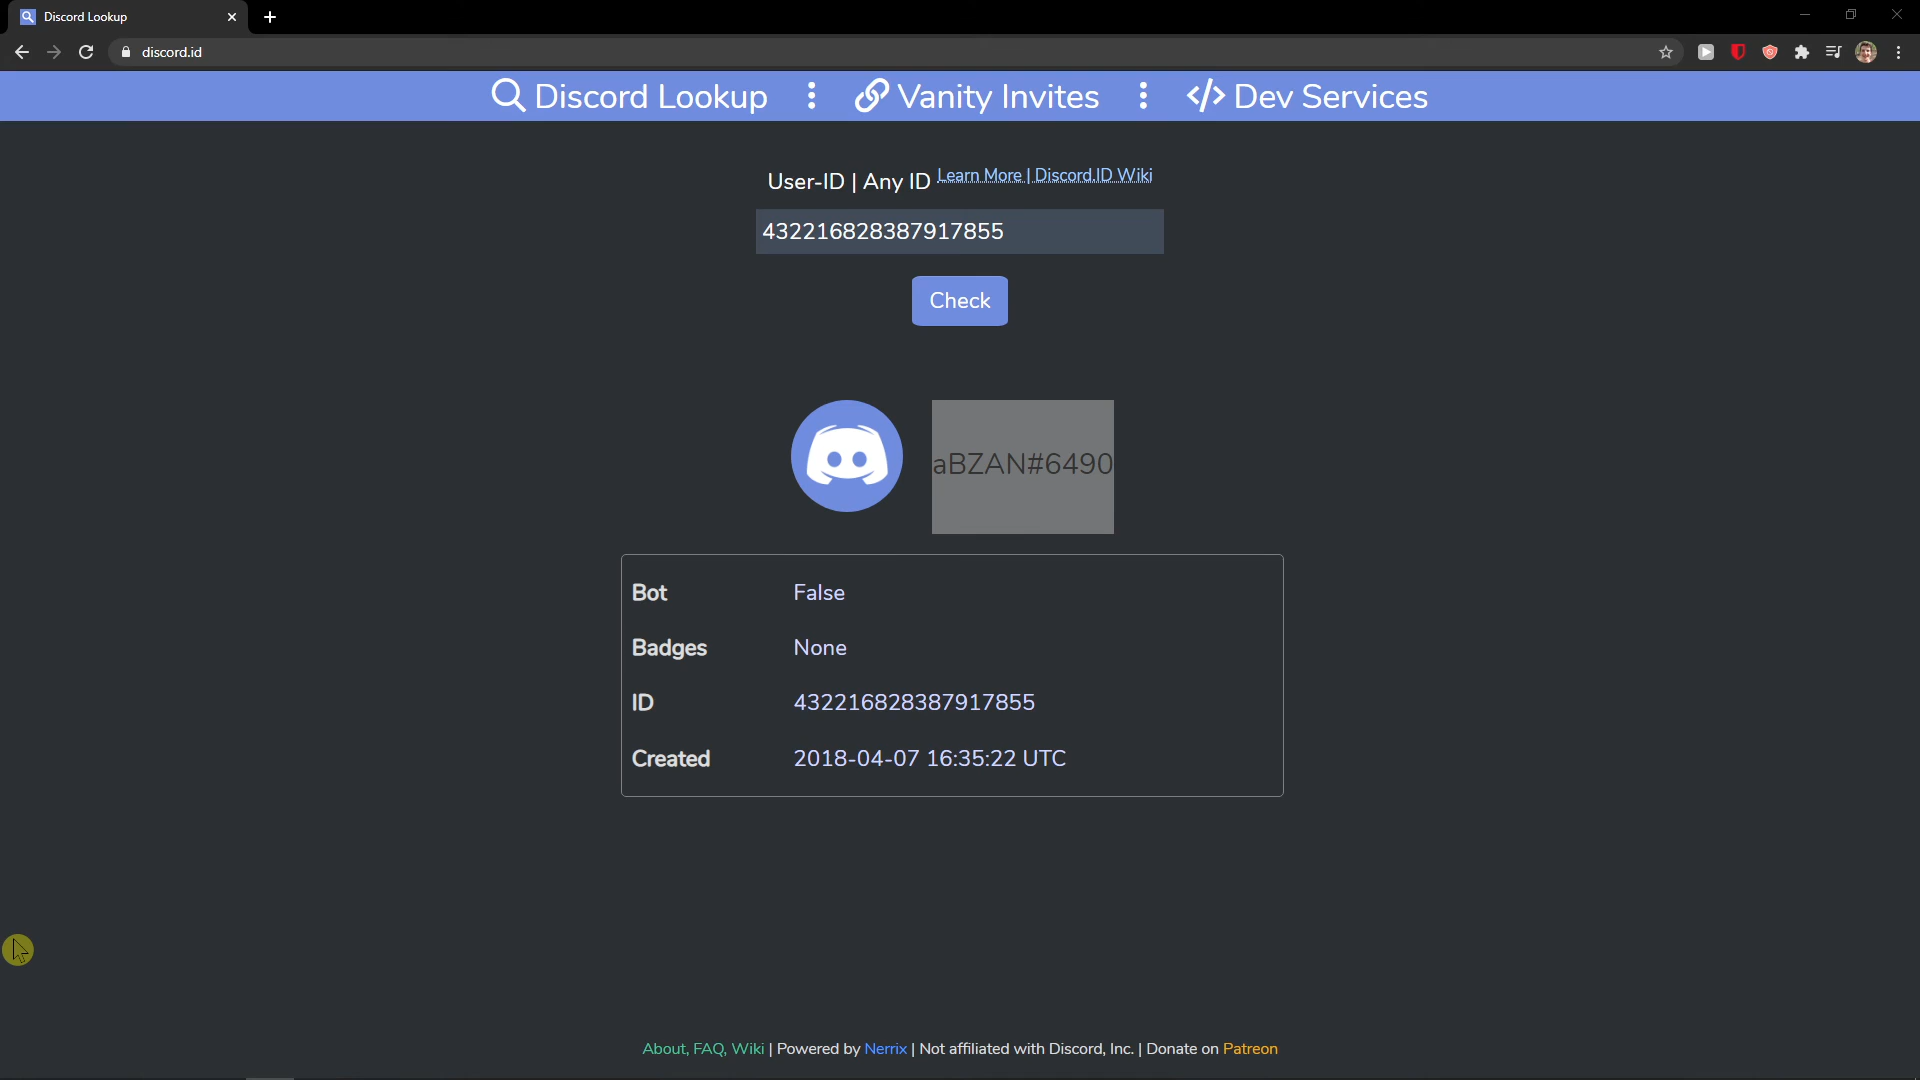 Discord Lookup
discord.id
Discord Lookup Vanity Invites </> Dev Services
User-ID | Any ID Learn More | Discord.ID Wiki
432216828387917855
Check
aBZAN#6490
Bot False
Badges None
ID 432216828387917855
Created 2018-04-07 16:35:22 UTC
About, FAQ, Wiki | Powered by Nerrix | Not affiliated with Discord, Inc. | Donate on Patreon